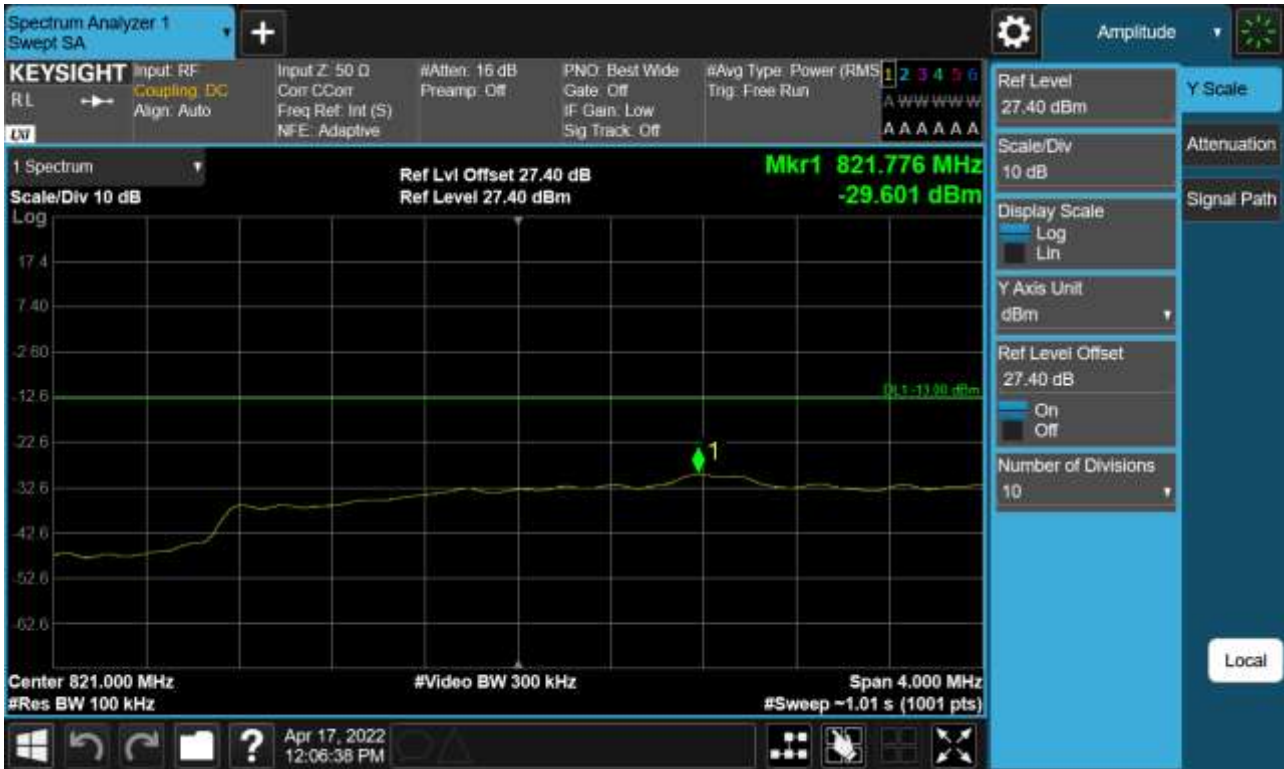 Spectrum Analyzer 1
Swept SA
+
Amplitude
KEYSIGHT
RL
LXI
Input: RF
Coupling: DC
Align: Auto
Input Z: 50 Ω
Corr CCorr
Freq Ref: Int (S)
NFE: Adaptive
#Atten: 16 dB
Preamp: Off
PNO: Best Wide
Gate: Off
IF Gain: Low
Sig Track: Off
#Avg Type: Power (RMS
Trig: Free Run
1 2 3 4 5 6
A W W W W W
A A A A A A
1 Spectrum
Scale/Div 10 dB
Ref Lvl Offset 27.40 dB
Ref Level 27.40 dBm
Mkr1 821.776 MHz
-29.601 dBm
Log
17.4
7.40
-2.60
-12.6
-22.6
-32.6
-42.6
-52.6
-62.6
DL1 -13.00 dBm
1
Center 821.000 MHz
#Res BW 100 kHz
#Video BW 300 kHz
Span 4.000 MHz
#Sweep ~1.01 s (1001 pts)
Ref Level
27.40 dBm
Scale/Div
10 dB
Display Scale
Log
Lin
Y Axis Unit
dBm
Ref Level Offset
27.40 dB
On
Off
Number of Divisions
10
Y Scale
Attenuation
Signal Path
Local
?
Apr 17, 2022
12:06:38 PM